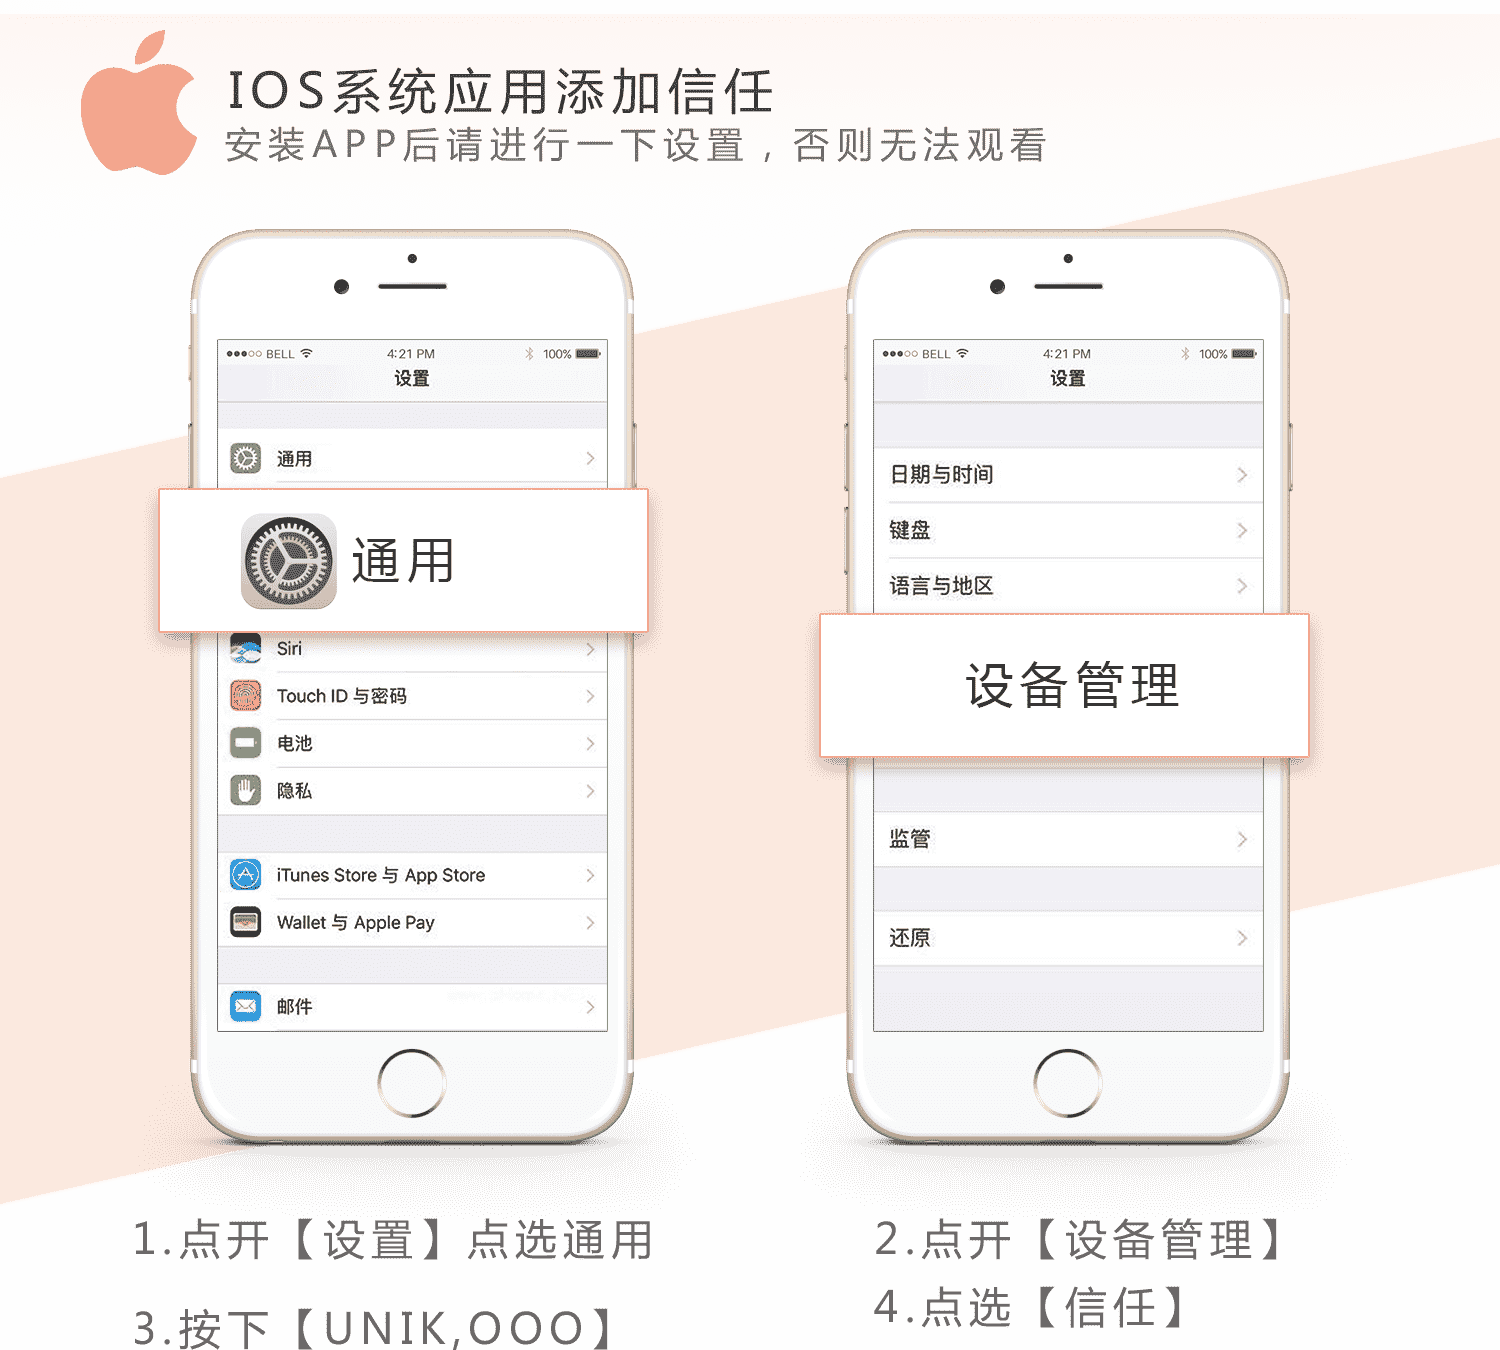 IOS系统应用添加信任
安装APP后请进行一下设置，否则无法观看
●●●○○ BELL 4:21 PM 100%
设置
通用
通用
Siri
Touch ID 与密码
电池
隐私
iTunes Store 与 App Store
Wallet 与 Apple Pay
邮件
●●●○○ BELL 4:21 PM 100%
设置
日期与时间
键盘
语言与地区
设备管理
监管
还原
1.点开【设置】点选通用
2.点开【设备管理】
3.按下【UNIK,OOO】
4.点选【信任】